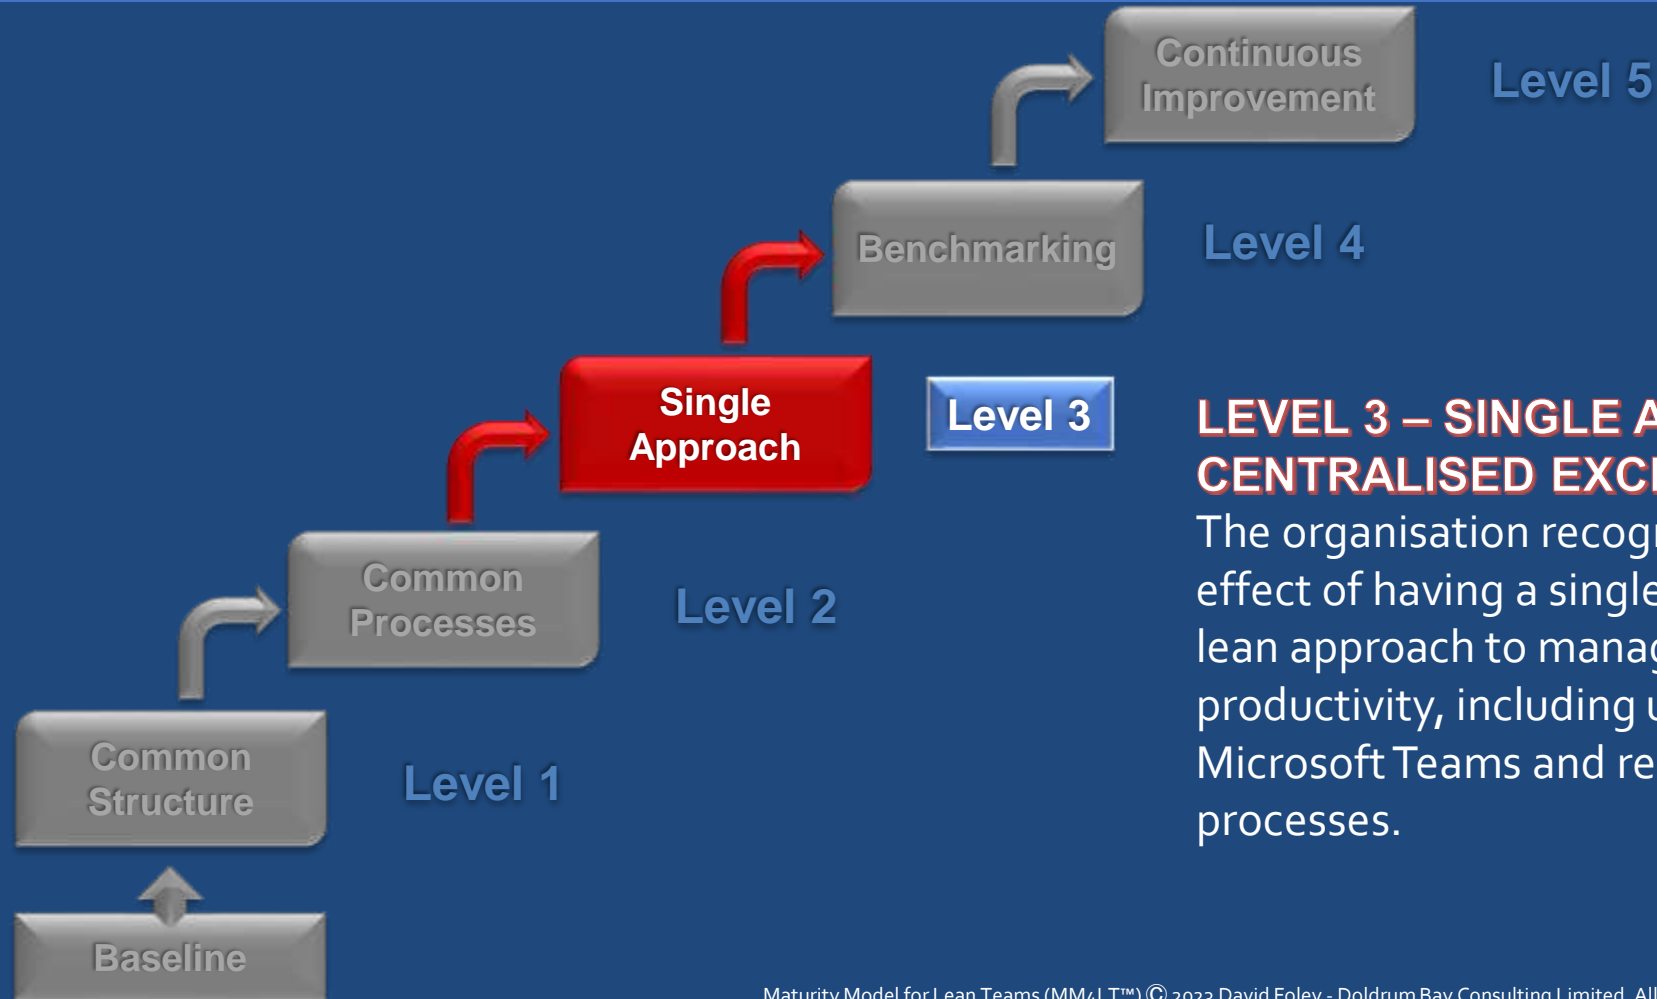 Continuous
Improvement
Level 5
Benchmarking
Level 4
Single
Approach
Level 3
LEVEL 3 – SINGLE A
CENTRALISED EXC
The organisation recog
effect of having a single
lean approach to manag
productivity, including u
Microsoft Teams and re
processes.
Common
Processes
Level 2
Common
Structure
Level 1
Baseline
Maturity Model for Lean Teams (MM4LT™) © 2023 David Foley - Doldrum Bay Consulting Limited. All